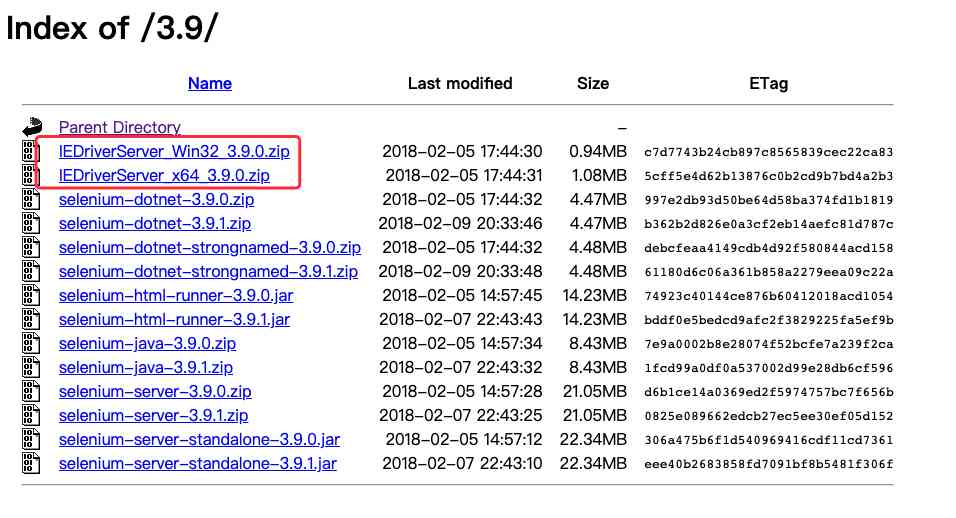 Index of /3.9/
Name Last modified Size ETag
Parent Directory –
IEDriverServer_Win32_3.9.0.zip 2018-02-05 17:44:30 0.94MB c7d7743b24cb897c8565839cec22ca83
IEDriverServer_x64_3.9.0.zip 2018-02-05 17:44:31 1.08MB 5cff5e4d62b13876c0b2cd9b7bd4a2b3
selenium-dotnet-3.9.0.zip 2018-02-05 17:44:32 4.47MB 997e2db93d50be64d58ba374fd1b1819
selenium-dotnet-3.9.1.zip 2018-02-09 20:33:46 4.47MB b362b2d826e0a3cf2eb14aefc81d787c
selenium-dotnet-strongnamed-3.9.0.zip 2018-02-05 17:44:32 4.48MB debcfeaa4149cdb4d92f580844acd158
selenium-dotnet-strongnamed-3.9.1.zip 2018-02-09 20:33:48 4.48MB 61180d6c06a361b858a2279eea09c22a
selenium-html-runner-3.9.0.jar 2018-02-05 14:57:45 14.23MB 74923c40144ce876b60412018acd1054
selenium-html-runner-3.9.1.jar 2018-02-07 22:43:43 14.23MB bddf0e5bedcd9afc2f3829225fa5ef9b
selenium-java-3.9.0.zip 2018-02-05 14:57:34 8.43MB 7e9a0002b8e28074f52bcfe7a239f2ca
selenium-java-3.9.1.zip 2018-02-07 22:43:32 8.43MB 1fcd99a0df0a537002d99e28db6cf596
selenium-server-3.9.0.zip 2018-02-05 14:57:28 21.05MB d6b1ce14a0369ed2f5974757bc7f656b
selenium-server-3.9.1.zip 2018-02-07 22:43:25 21.05MB 0825e089662edcb27ec5ee30ef05d152
selenium-server-standalone-3.9.0.jar 2018-02-05 14:57:12 22.34MB 306a475b6f1d540969416cdf11cd7361
selenium-server-standalone-3.9.1.jar 2018-02-07 22:43:10 22.34MB eee40b2683858fd7091bf8b5481f306f